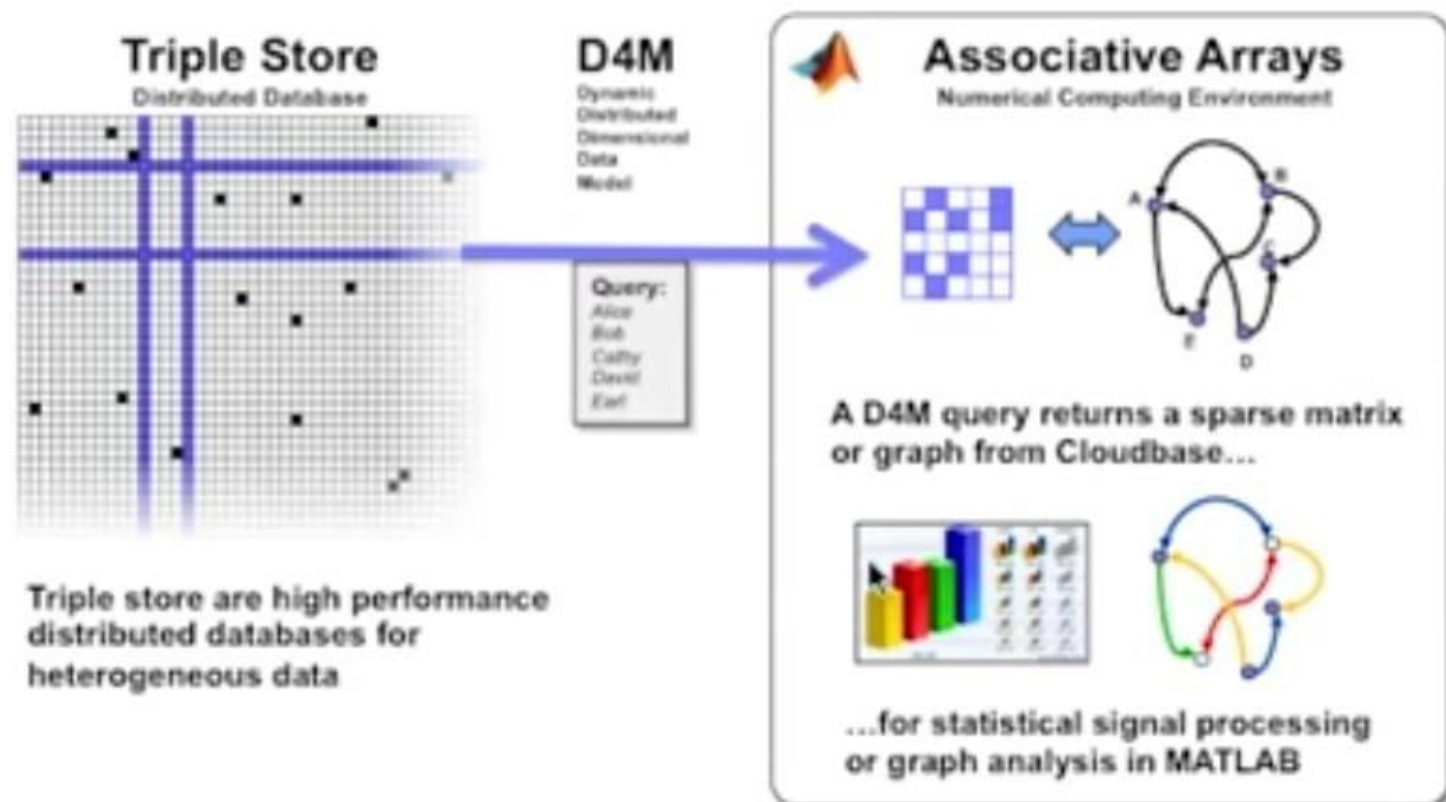 Triple Store
Distributed Database
D4M
Dynamic
Distributed
Dimensional
Data
Model
Query:
Alice
Bob
Cathy
David
Earl
Triple store are high performance
distributed databases for
heterogeneous data
Associative Arrays
Numerical Computing Environment
A
B
C
E
D
A D4M query returns a sparse matrix
or graph from Cloudbase...
...for statistical signal processing
or graph analysis in MATLAB